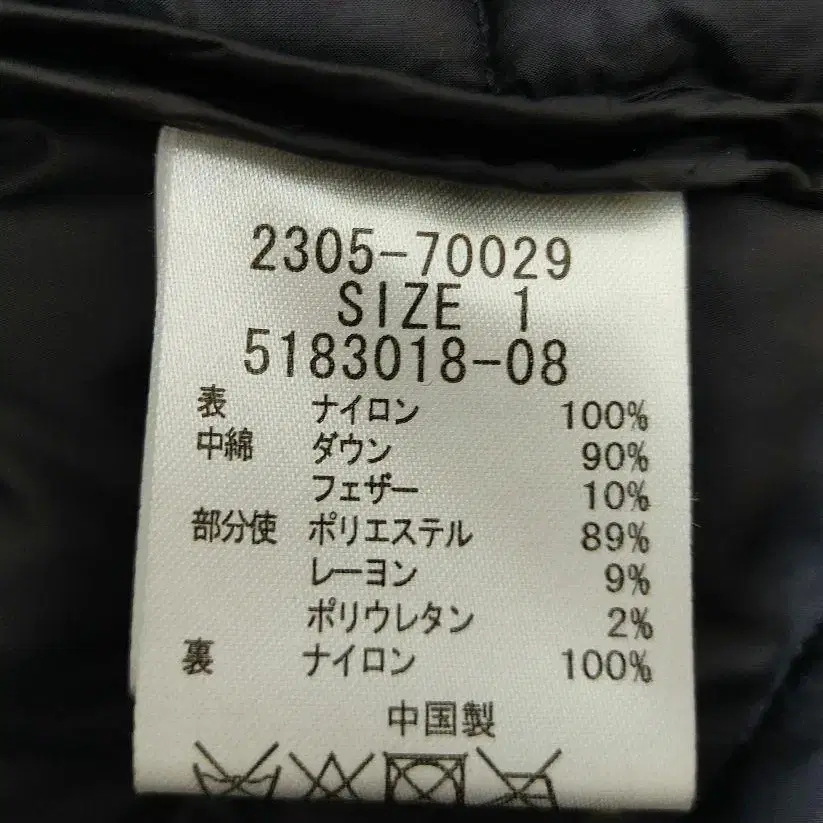 2305-70029
SIZE 1
5183018-08
表 ナイロン 100%
中綿 ダウン 90%
フェザー 10%
部分使 ポリエステル 89%
レーヨン 9%
ポリウレタン 2%
裏 ナイロン 100%
中国製